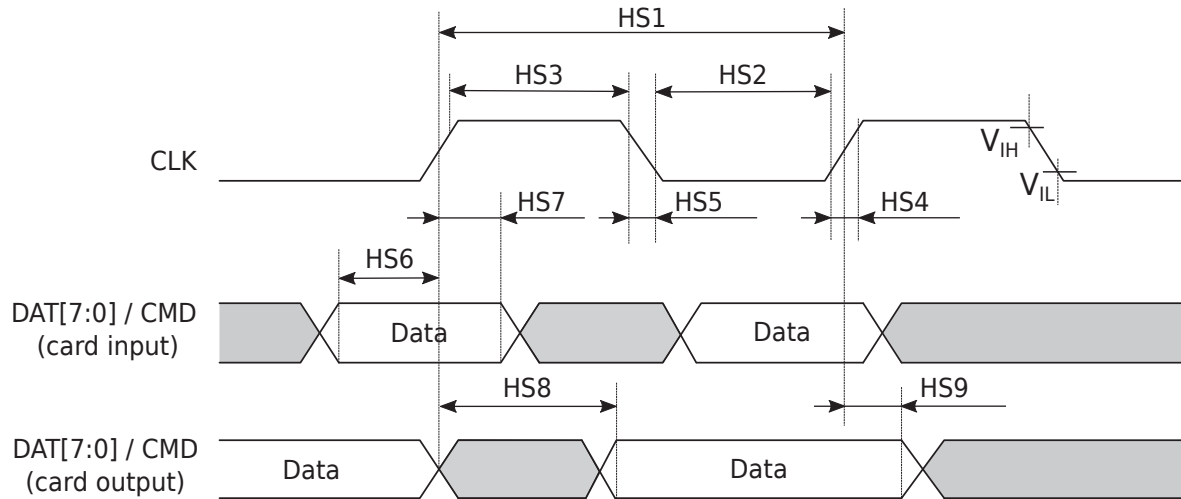 HS1
HS3
HS2
CLK
V_IH
V_IL
HS7
HS5
HS4
HS6
DAT[7:0] / CMD
(card input)
Data
Data
HS8
HS9
DAT[7:0] / CMD
(card output)
Data
Data